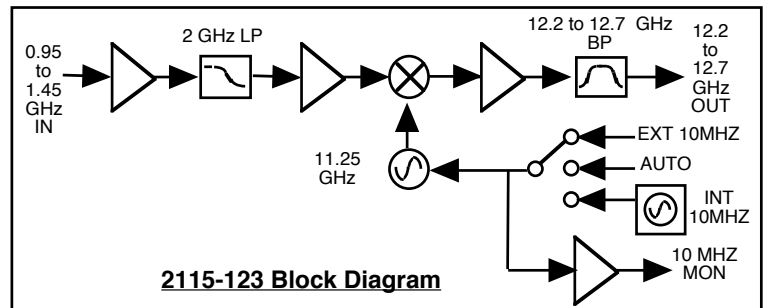 0.95
to
1.45
GHz
IN
2 GHz LP
12.2 to 12.7 GHz
BP
12.2
to
12.7
GHz
OUT
11.25
GHz
EXT 10MHZ
AUTO
INT
10MHZ
10 MHZ
MON
2115-123 Block Diagram